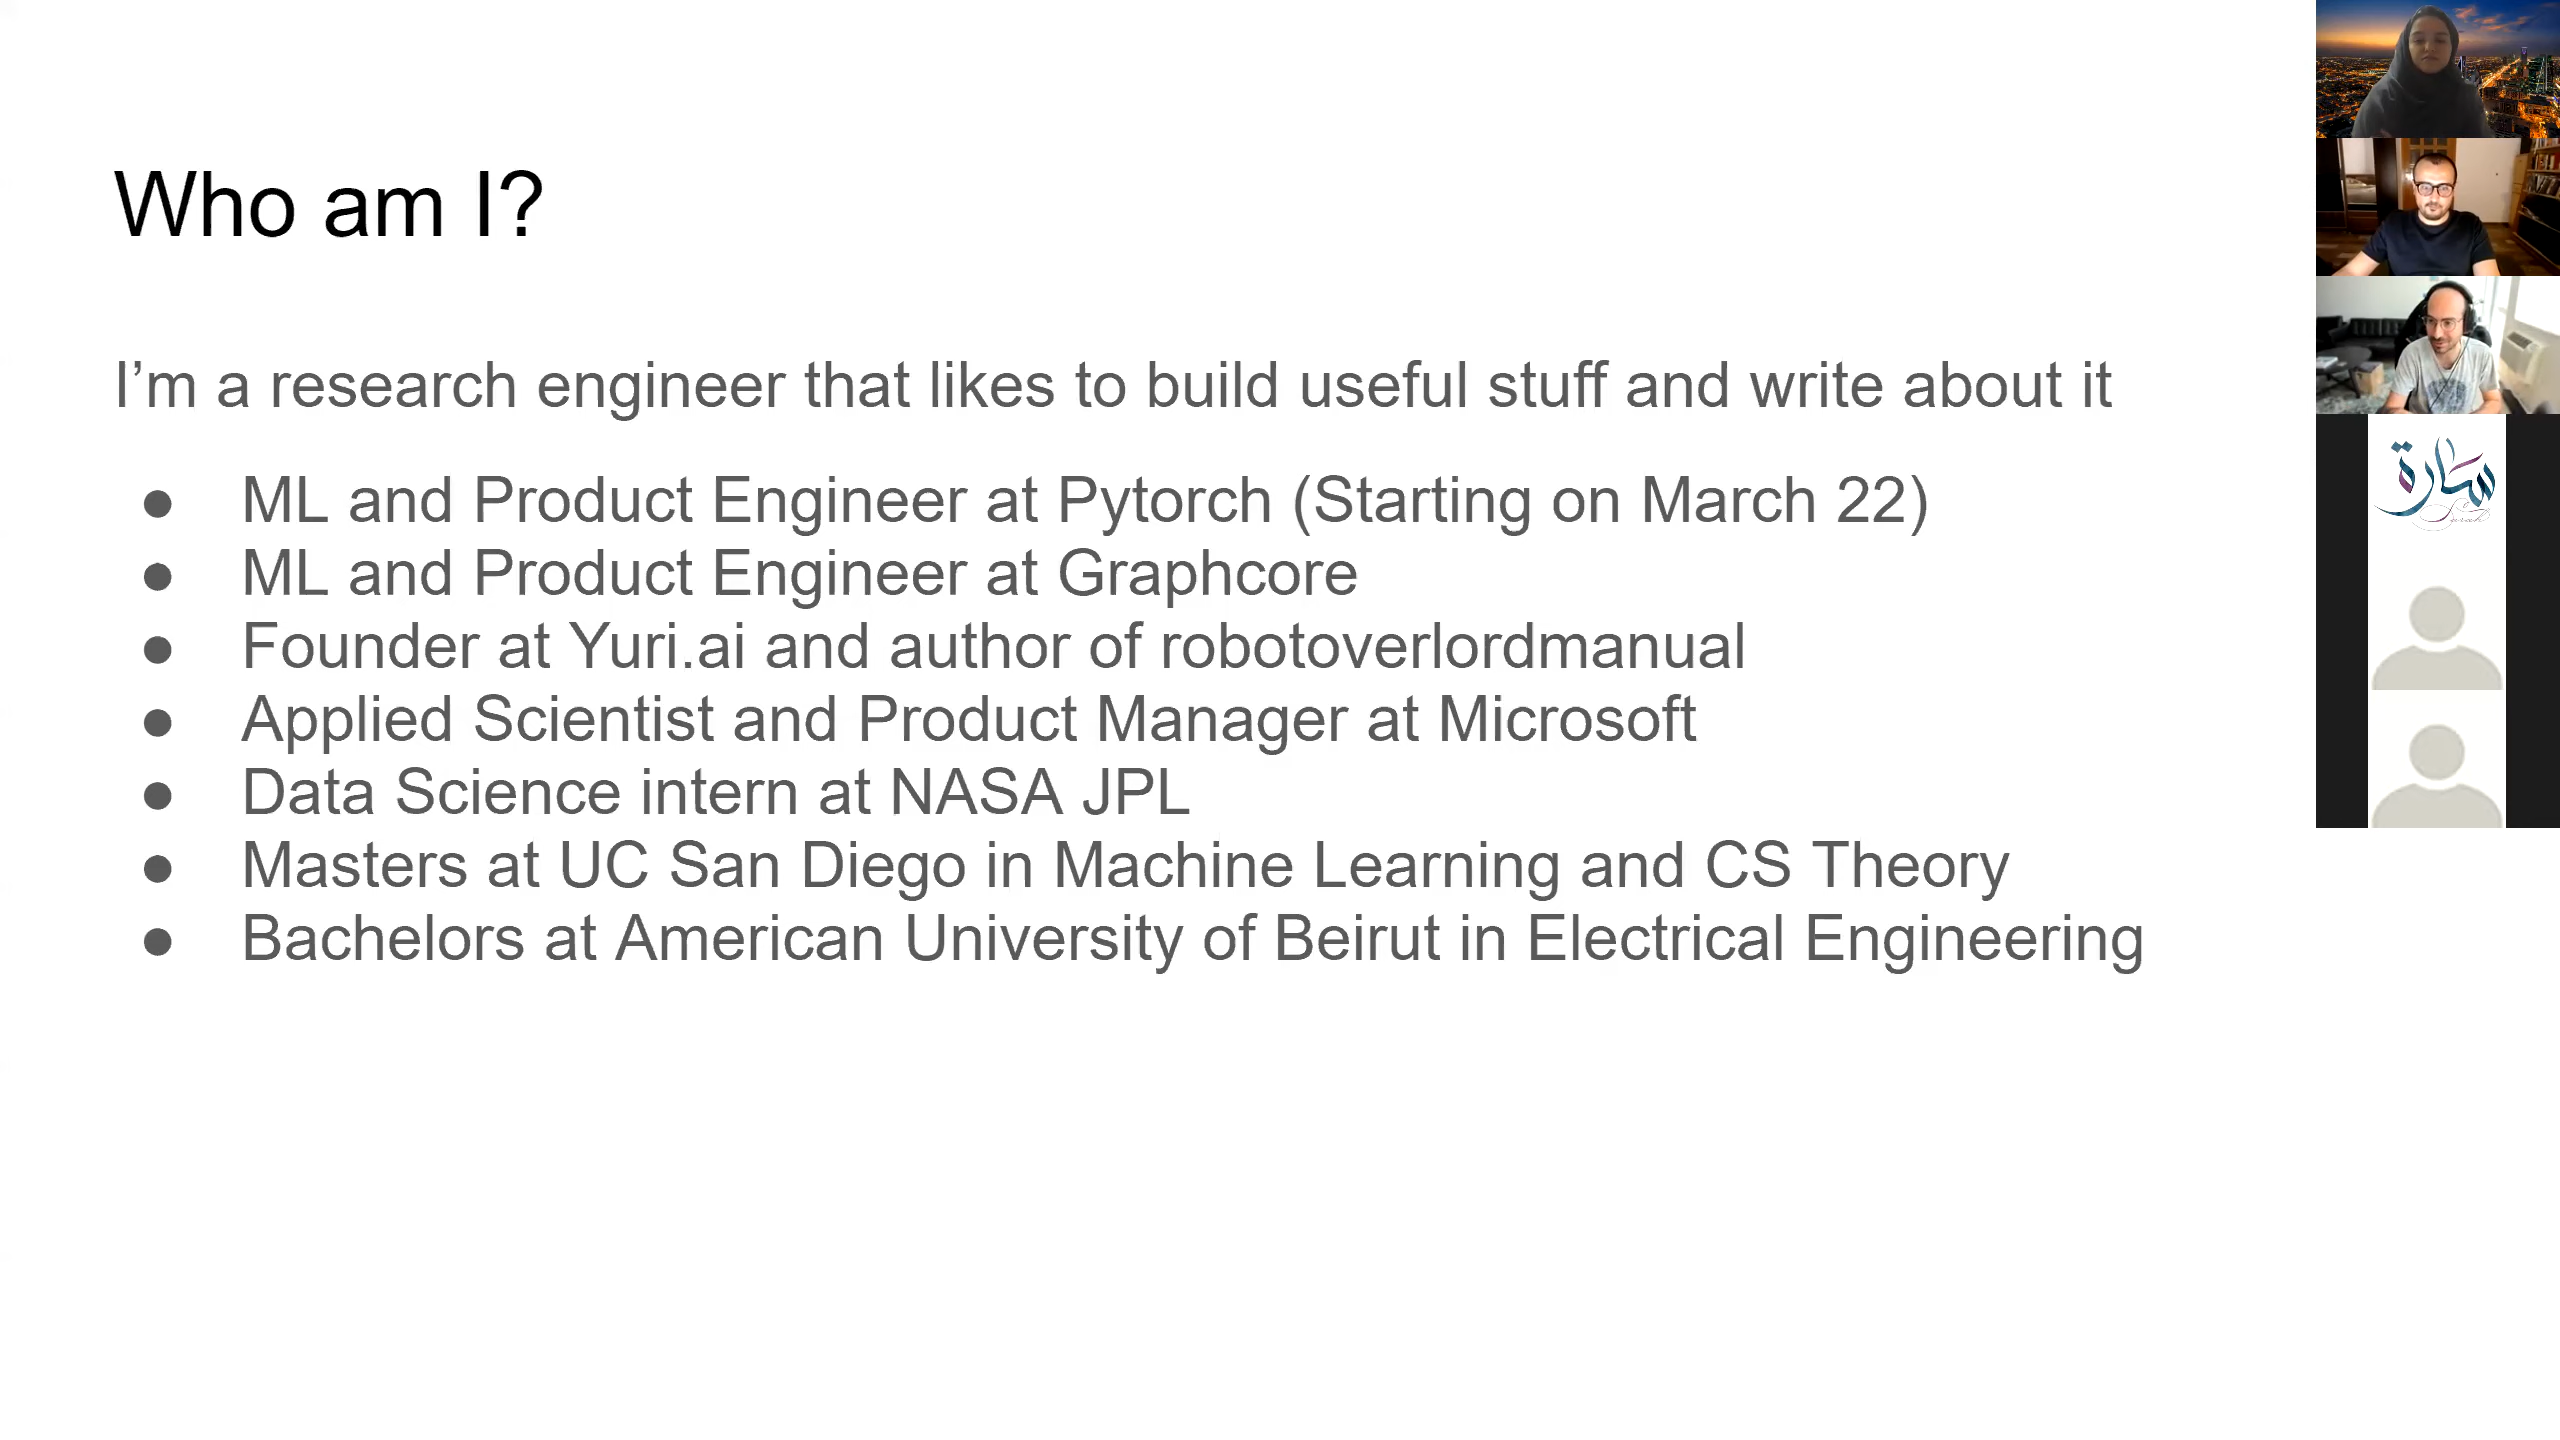 Who am I?
I’m a research engineer that likes to build useful stuff and write about it
● ML and Product Engineer at Pytorch (Starting on March 22)
● ML and Product Engineer at Graphcore
● Founder at Yuri.ai and author of robotoverlordmanual
● Applied Scientist and Product Manager at Microsoft
● Data Science intern at NASA JPL
● Masters at UC San Diego in Machine Learning and CS Theory
● Bachelors at American University of Beirut in Electrical Engineering
سارة
Sarah